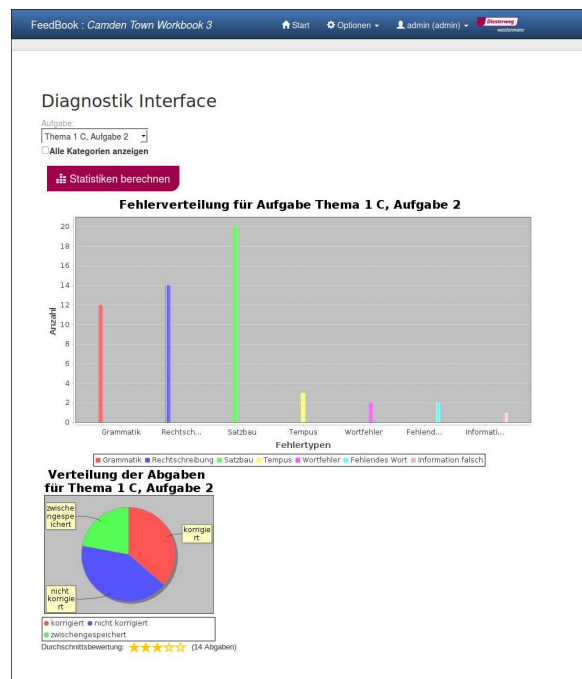 FeedBook : Camden Town Workbook 3 Start Optionen admin (admin) Diesterweg
westermann
Diagnostik Interface
Aufgabe:
Thema 1 C, Aufgabe 2
Alle Kategorien anzeigen
Statistiken berechnen
Fehlerverteilung für Aufgabe Thema 1 C, Aufgabe 2
20
18
16
14
12
10
8
6
4
2
0
Anzahl
Grammatik Rechtsch... Satzbau Tempus Wortfehler Fehlend... Informati...
Fehlertypen
Grammatik Rechtschreibung Satzbau Tempus Wortfehler Fehlendes Wort Information falsch
Verteilung der Abgaben
für Thema 1 C, Aufgabe 2
zwische
ngespe
ichert
korrigie
rt
nicht
korrigie
rt
korrigiert nicht korrigiert
zwischengespeichert
Durchschnittsbewertung: (14 Abgaben)